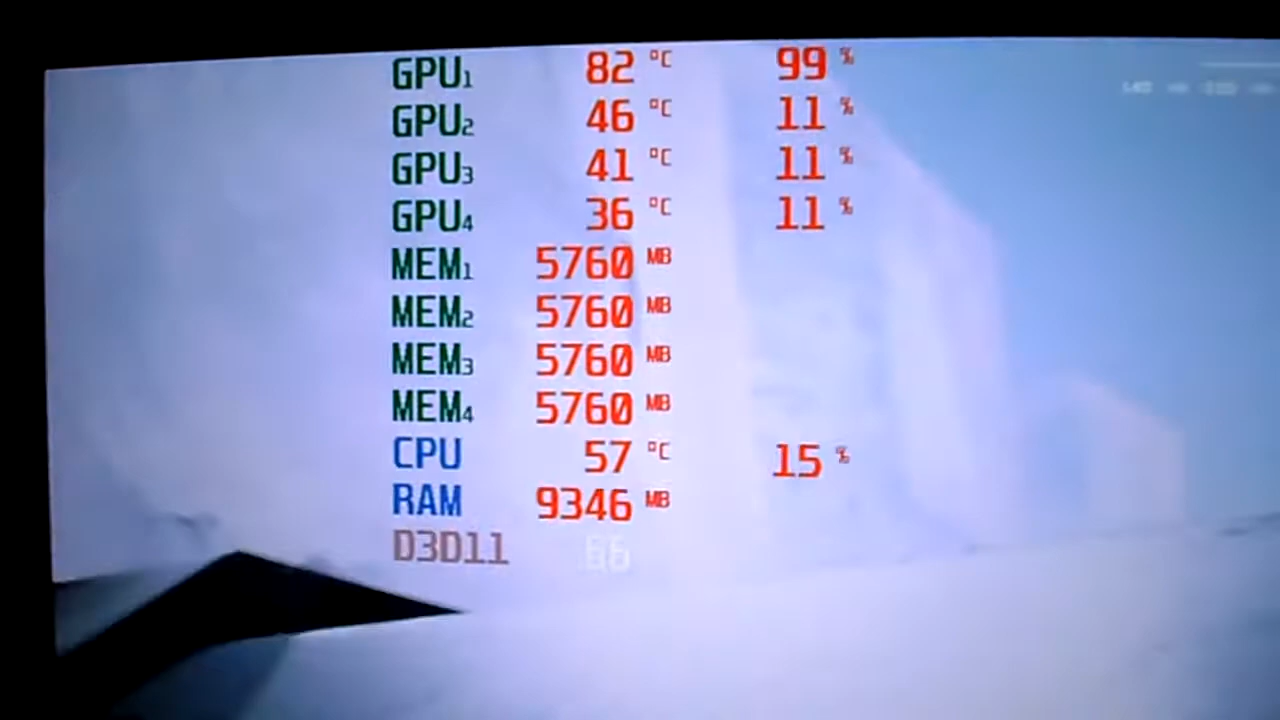 GPU1 82 °C 99 %
GPU2 46 °C 11 %
GPU3 41 °C 11 %
GPU4 36 °C 11 %
MEM1 5760 MB
MEM2 5760 MB
MEM3 5760 MB
MEM4 5760 MB
CPU 57 °C 15 %
RAM 9346 MB
D3D11 66